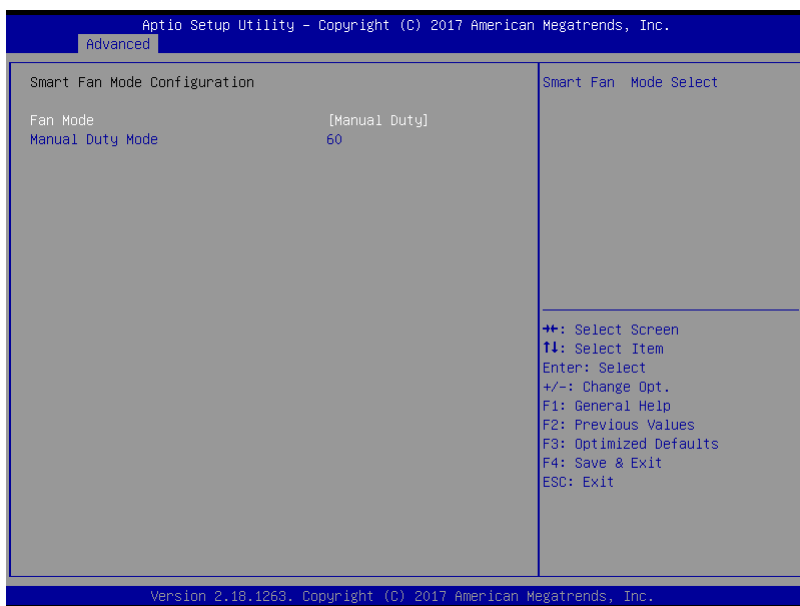 Aptio Setup Utility – Copyright (C) 2017 American Megatrends, Inc.
Advanced
Smart Fan Mode Configuration
Fan Mode [Manual Duty]
Manual Duty Mode 60
Smart Fan  Mode Select
→←: Select Screen
↑↓: Select Item
Enter: Select
+/-: Change Opt.
F1: General Help
F2: Previous Values
F3: Optimized Defaults
F4: Save & Exit
ESC: Exit
Version 2.18.1263. Copyright (C) 2017 American Megatrends, Inc.